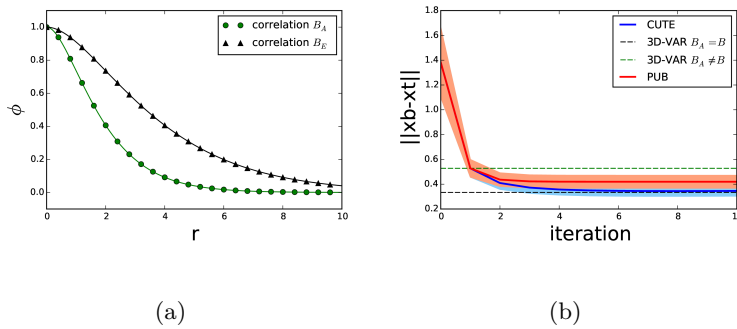 correlation B_A
correlation B_E
ϕ
1.0
0.8
0.6
0.4
0.2
0.0
0 2 4 6 8 10
r
(a)
CUTE
3D-VAR B_A = B
3D-VAR B_A ≠ B
PUB
||xb-xt||
1.8
1.6
1.4
1.2
1.0
0.8
0.6
0.4
0.2
0 2 4 6 8 10
iteration
(b)